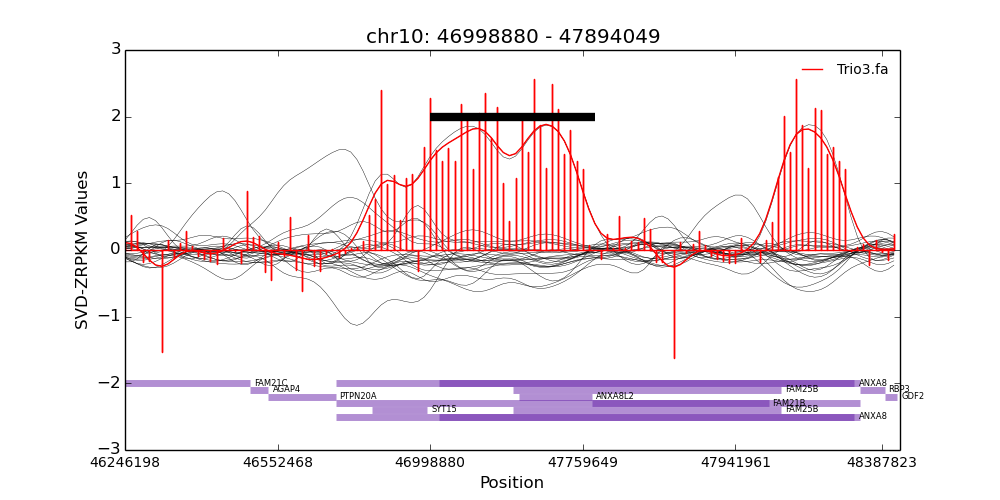 chr10: 46998880 - 47894049
Trio3.fa
3
2
1
0
−1
−2
−3
SVD-ZRPKM Values
FAM21C ANXA8
AGAP4 FAM25B RBP3
PTPN20A ANXA8L2 GDF2
FAM21B
SYT15 FAM25B
ANXA8
46246198 46552468 46998880 47759649 47941961 48387823
Position